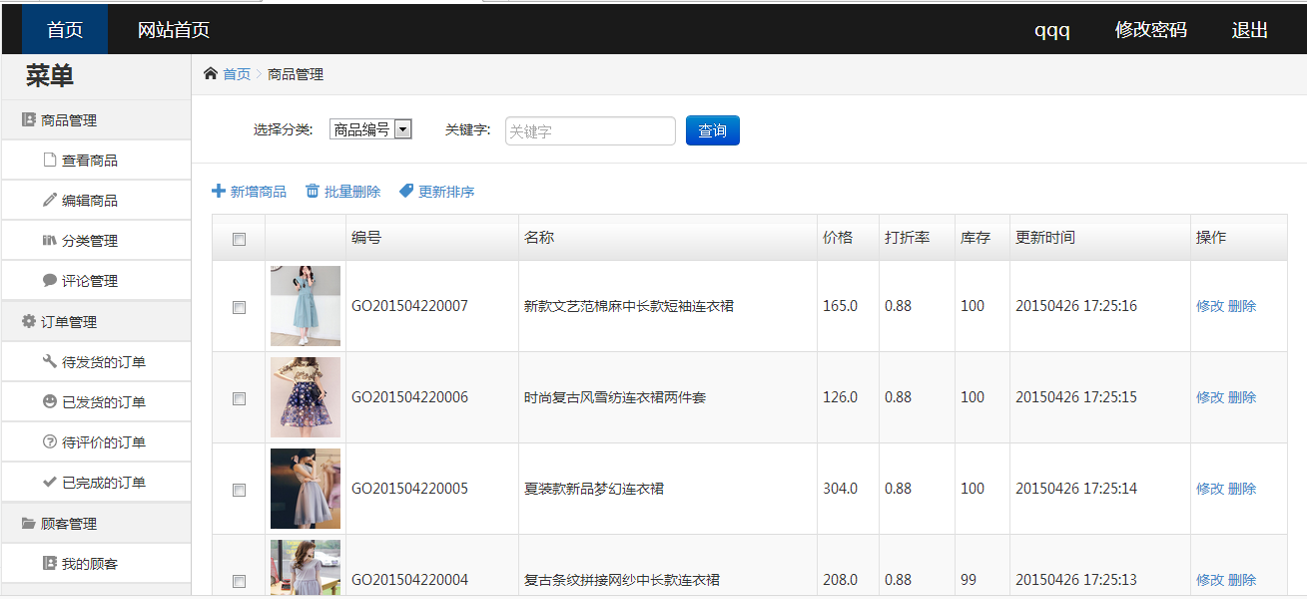 首页 网站首页 qqq 修改密码 退出
菜单
首页 > 商品管理
商品管理
查看商品
编辑商品
分类管理
评论管理
订单管理
待发货的订单
已发货的订单
待评价的订单
已完成的订单
顾客管理
我的顾客
选择分类: 商品编号 关键字: 关键字 查询
新增商品 批量删除 更新排序
编号 名称 价格 打折率 库存 更新时间 操作
GO201504220007 新款文艺范棉麻中长款短袖连衣裙 165.0 0.88 100 20150426 17:25:16 修改 删除
GO201504220006 时尚复古风雪纺连衣裙两件套 126.0 0.88 100 20150426 17:25:15 修改 删除
GO201504220005 夏装款新品梦幻连衣裙 304.0 0.88 100 20150426 17:25:14 修改 删除
GO201504220004 复古条纹拼接网纱中长款连衣裙 208.0 0.88 99 20150426 17:25:13 修改 删除